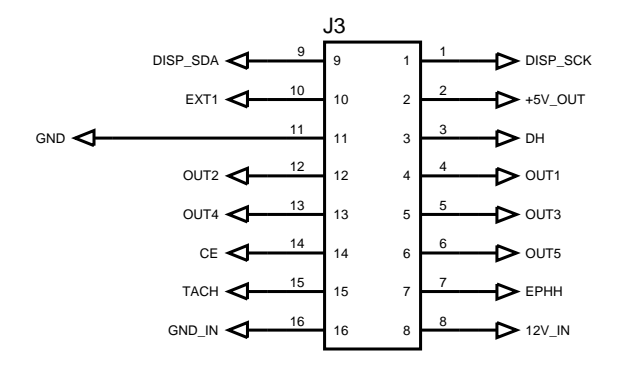 J3
DISP_SDA 9 9 1 1 DISP_SCK
EXT1 10 10 2 2 +5V_OUT
GND 11 11 3 3 DH
OUT2 12 12 4 4 OUT1
OUT4 13 13 5 5 OUT3
CE 14 14 6 6 OUT5
TACH 15 15 7 7 EPHH
GND_IN 16 16 8 8 12V_IN